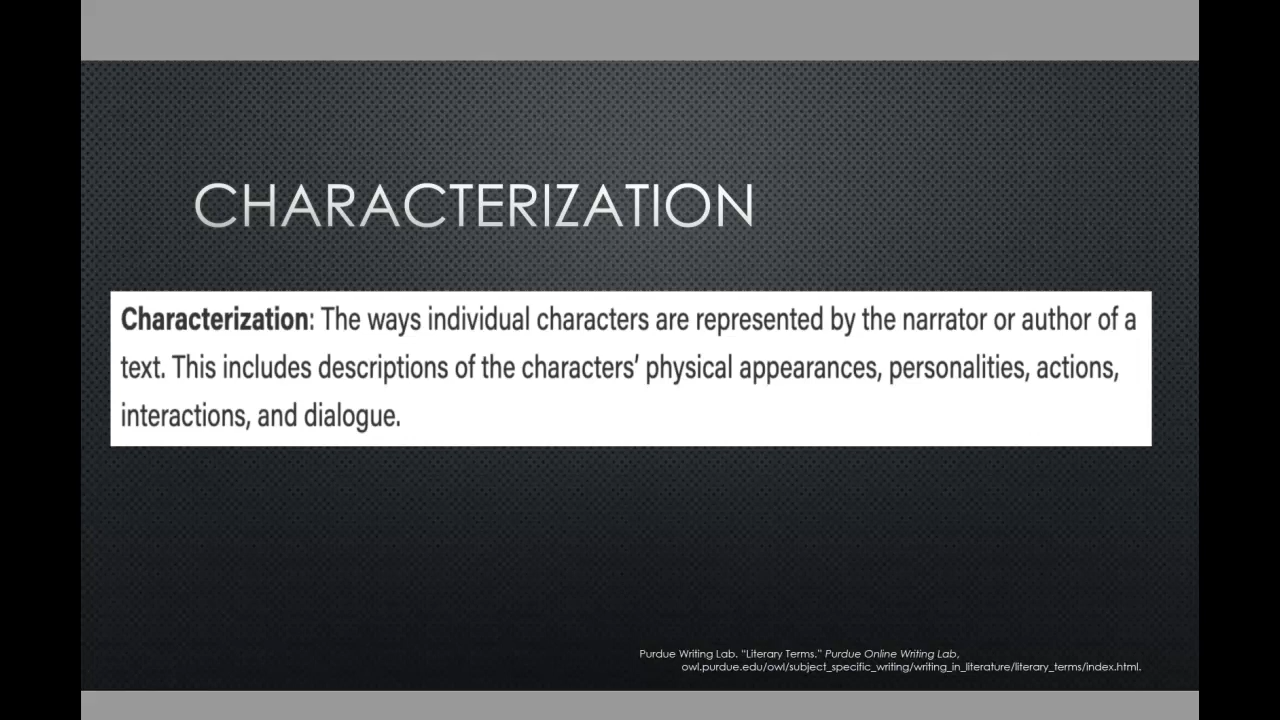 CHARACTERIZATION
Characterization: The ways individual characters are represented by the narrator or author of a
text. This includes descriptions of the characters’ physical appearances, personalities, actions,
interactions, and dialogue.
Purdue Writing Lab. “Literary Terms.” Purdue Online Writing Lab,
owl.purdue.edu/owl/subject_specific_writing/writing_in_literature/literary_terms/index.html.